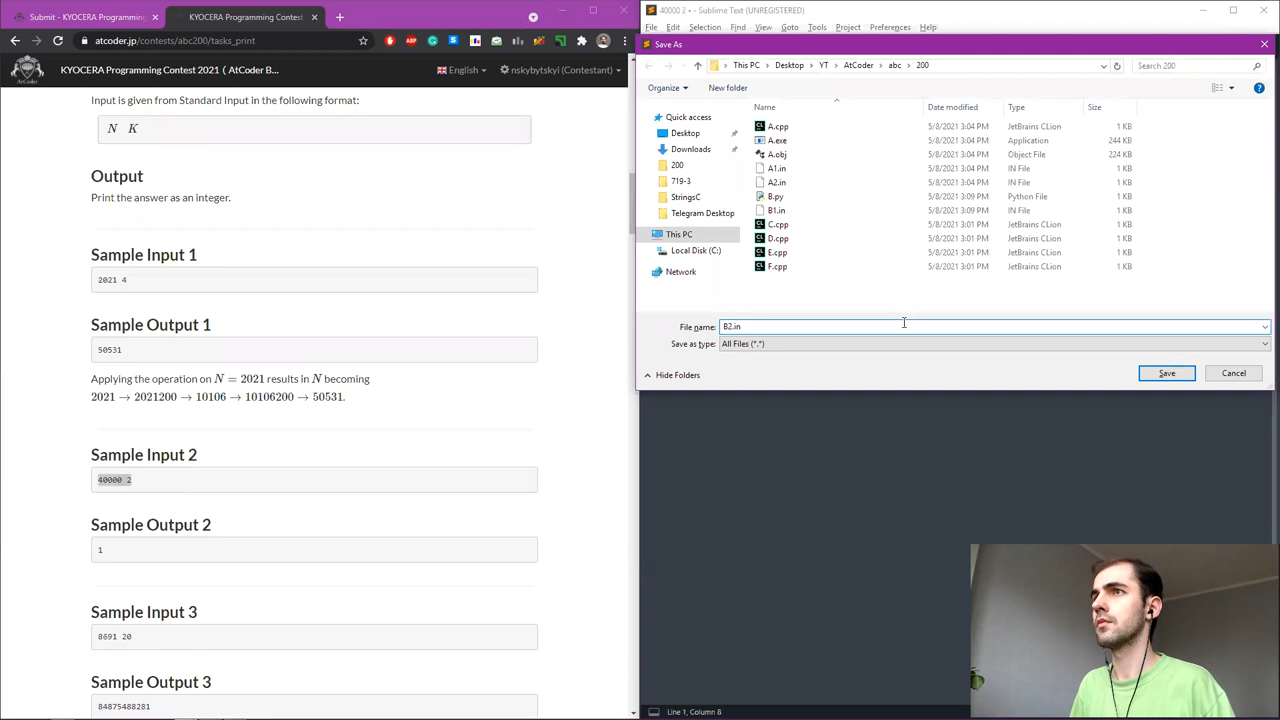 Submit - KYOCERA Programming
KYOCERA Programming Contest
atcoder.jp/contests/abc200/tasks_print
KYOCERA Programming Contest (AtCoder B...
English
nskybytskyi (Contestant)
Input is given from Standard Input in the following format:
N K
Output
Print the answer as an integer.
Sample Input 1
2021 4
Sample Output 1
50531
Applying the operation on N = 2021 results in N becoming
2021 → 2021200 → 10106 → 10106200 → 50531.
Sample Input 2
40000 2
Sample Output 2
1
Sample Input 3
8691 20
Sample Output 3
84875488281
40000 2 • - Sublime Text (UNREGISTERED)
File Edit Selection Find View Goto Tools Project Preferences Help
Save As
This PC > Desktop > YT > AtCoder > abc > 200
Search 200
Organize
New folder
Name Date modified Type Size
Quick access
Desktop
Downloads
200
719-3
StringsC
Telegram Desktop
This PC
Local Disk (C:)
Network
A.cpp 5/8/2021 3:04 PM JetBrains CLion 1 KB
A.exe 5/8/2021 3:04 PM Application 244 KB
A.obj 5/8/2021 3:04 PM Object File 224 KB
A1.in 5/8/2021 3:04 PM IN File 1 KB
A2.in 5/8/2021 3:04 PM IN File 1 KB
B.py 5/8/2021 3:09 PM Python File 1 KB
B1.in 5/8/2021 3:09 PM IN File 1 KB
C.cpp 5/8/2021 3:01 PM JetBrains CLion 1 KB
D.cpp 5/8/2021 3:01 PM JetBrains CLion 1 KB
E.cpp 5/8/2021 3:01 PM JetBrains CLion 1 KB
F.cpp 5/8/2021 3:01 PM JetBrains CLion 1 KB
File name: B2.in
Save as type: All Files (*.*)
Hide Folders
Save
Cancel
Line 1, Column 8